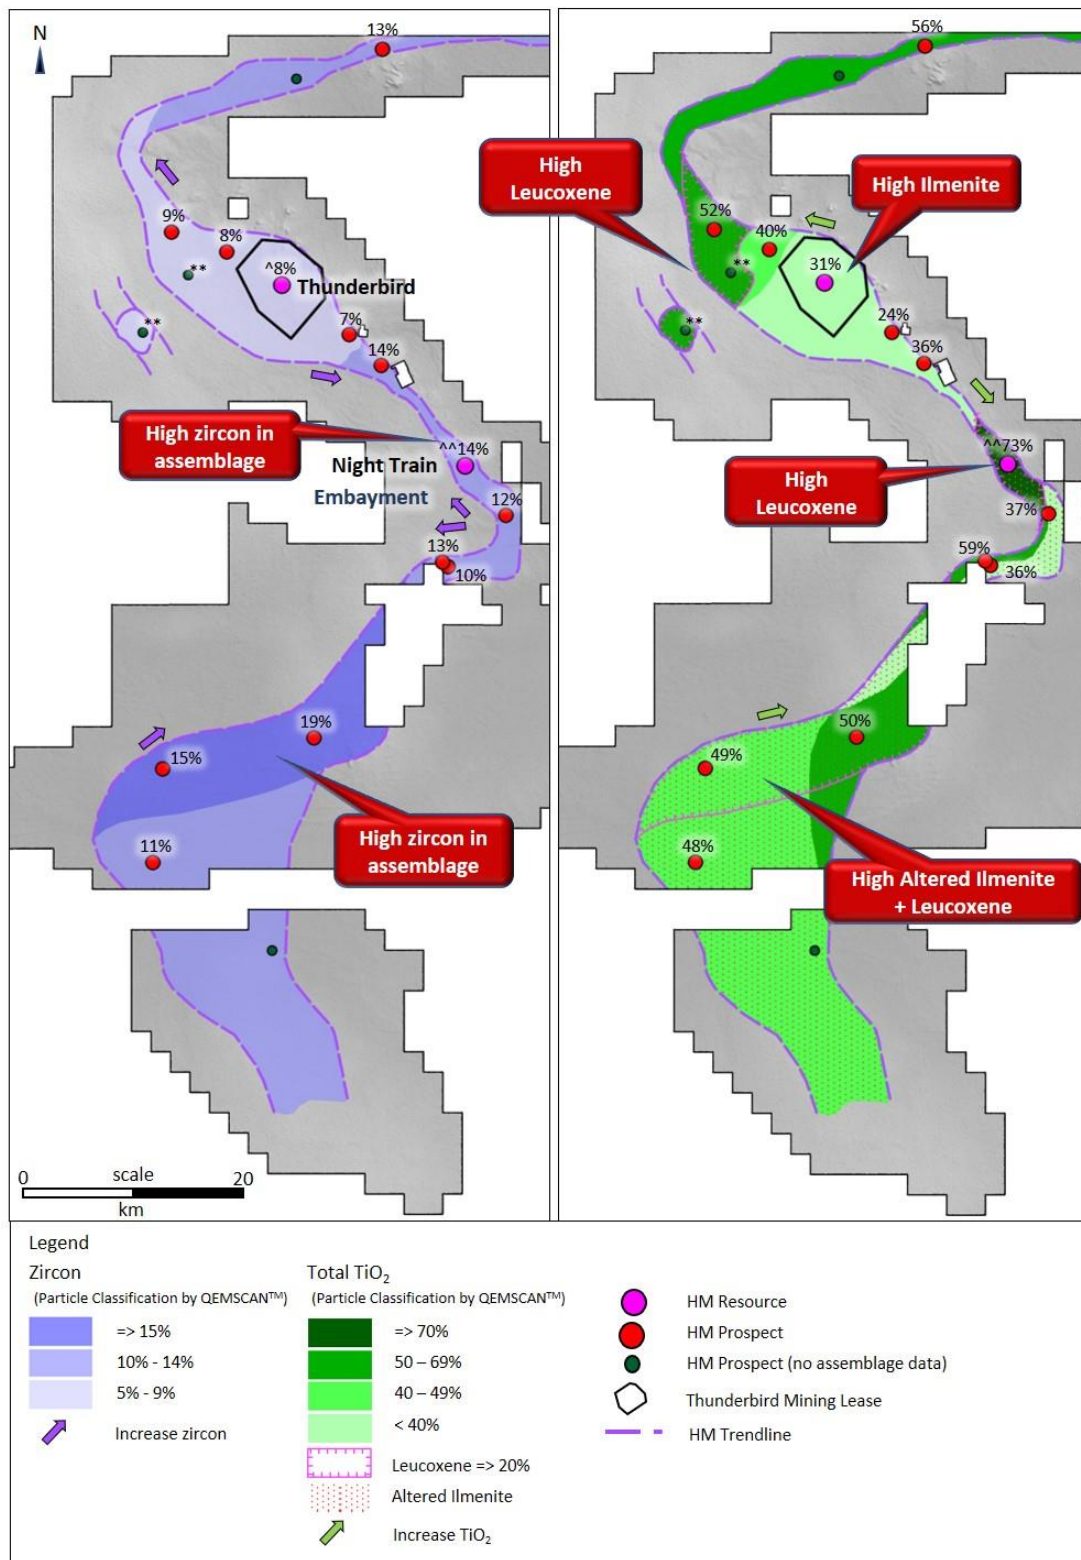 N
13%
9%
8%
**
^8%
Thunderbird
**
7%
14%
High zircon in
assemblage
^^14%
Night Train
Embayment
12%
13%
10%
19%
15%
High zircon in
assemblage
11%
0 scale 20
km
56%
High
Leucoxene
High Ilmenite
52%
40%
**
31%
**
24%
36%
^^73%
High
Leucoxene
37%
59%
36%
50%
49%
48%
High Altered Ilmenite
+ Leucoxene
Legend
Zircon
(Particle Classification by QEMSCAN™)
=> 15%
10% - 14%
5% - 9%
Increase zircon
Total TiO₂
(Particle Classification by QEMSCAN™)
=> 70%
50 – 69%
40 – 49%
< 40%
Leucoxene => 20%
Altered Ilmenite
Increase TiO₂
HM Resource
HM Prospect
HM Prospect (no assemblage data)
Thunderbird Mining Lease
HM Trendline